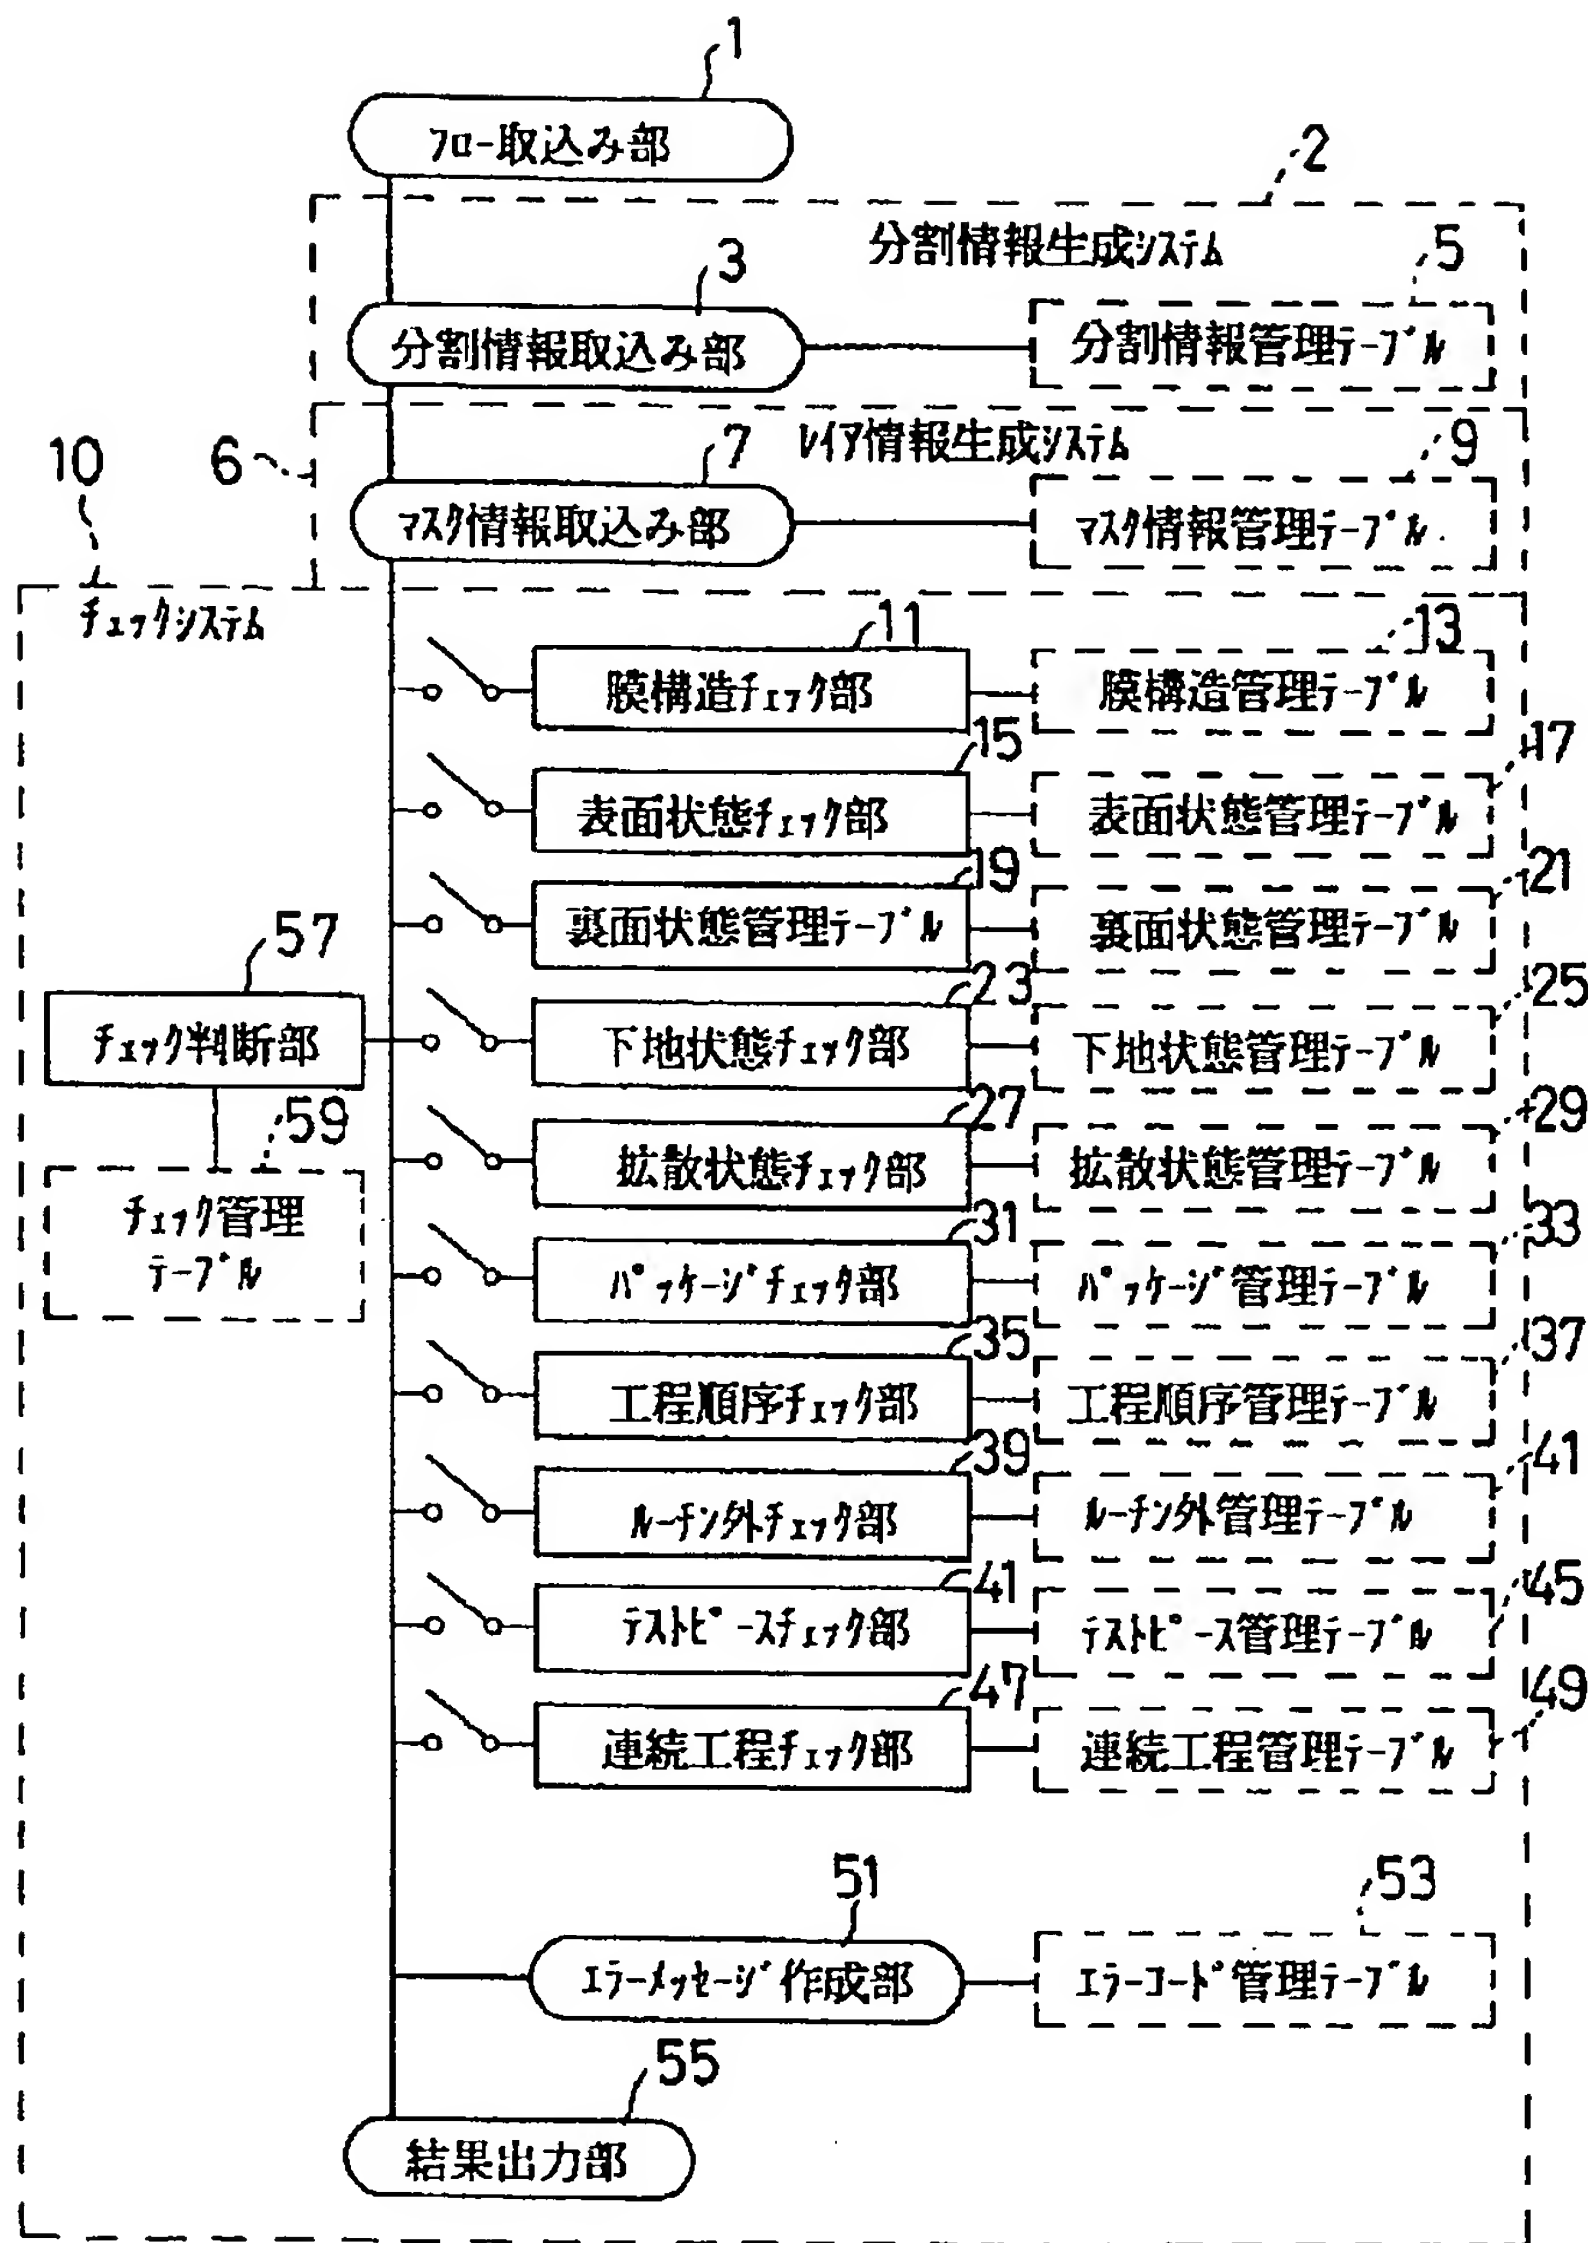 1
フロー取込み部
2
分割情報生成システム
3
5
分割情報取込み部
分割情報管理テーブル
10
6
レイア情報生成システム
7
9
マスク情報取込み部
マスク情報管理テーブル
チェックシステム
11
13
膜構造チェック部
膜構造管理テーブル
15
17
表面状態チェック部
表面状態管理テーブル
19
21
裏面状態管理テーブル
裏面状態管理テーブル
57
23
25
チェック判断部
下地状態チェック部
下地状態管理テーブル
59
27
29
拡散状態チェック部
拡散状態管理テーブル
チェック管理
テーブル
31
33
パッケージチェック部
パッケージ管理テーブル
35
37
工程順序チェック部
工程順序管理テーブル
39
41
ルーチン外チェック部
ルーチン外管理テーブル
41
45
テストピースチェック部
テストピース管理テーブル
47
49
連続工程チェック部
連続工程管理テーブル
51
53
エラーメッセージ作成部
エラーコード管理テーブル
55
結果出力部